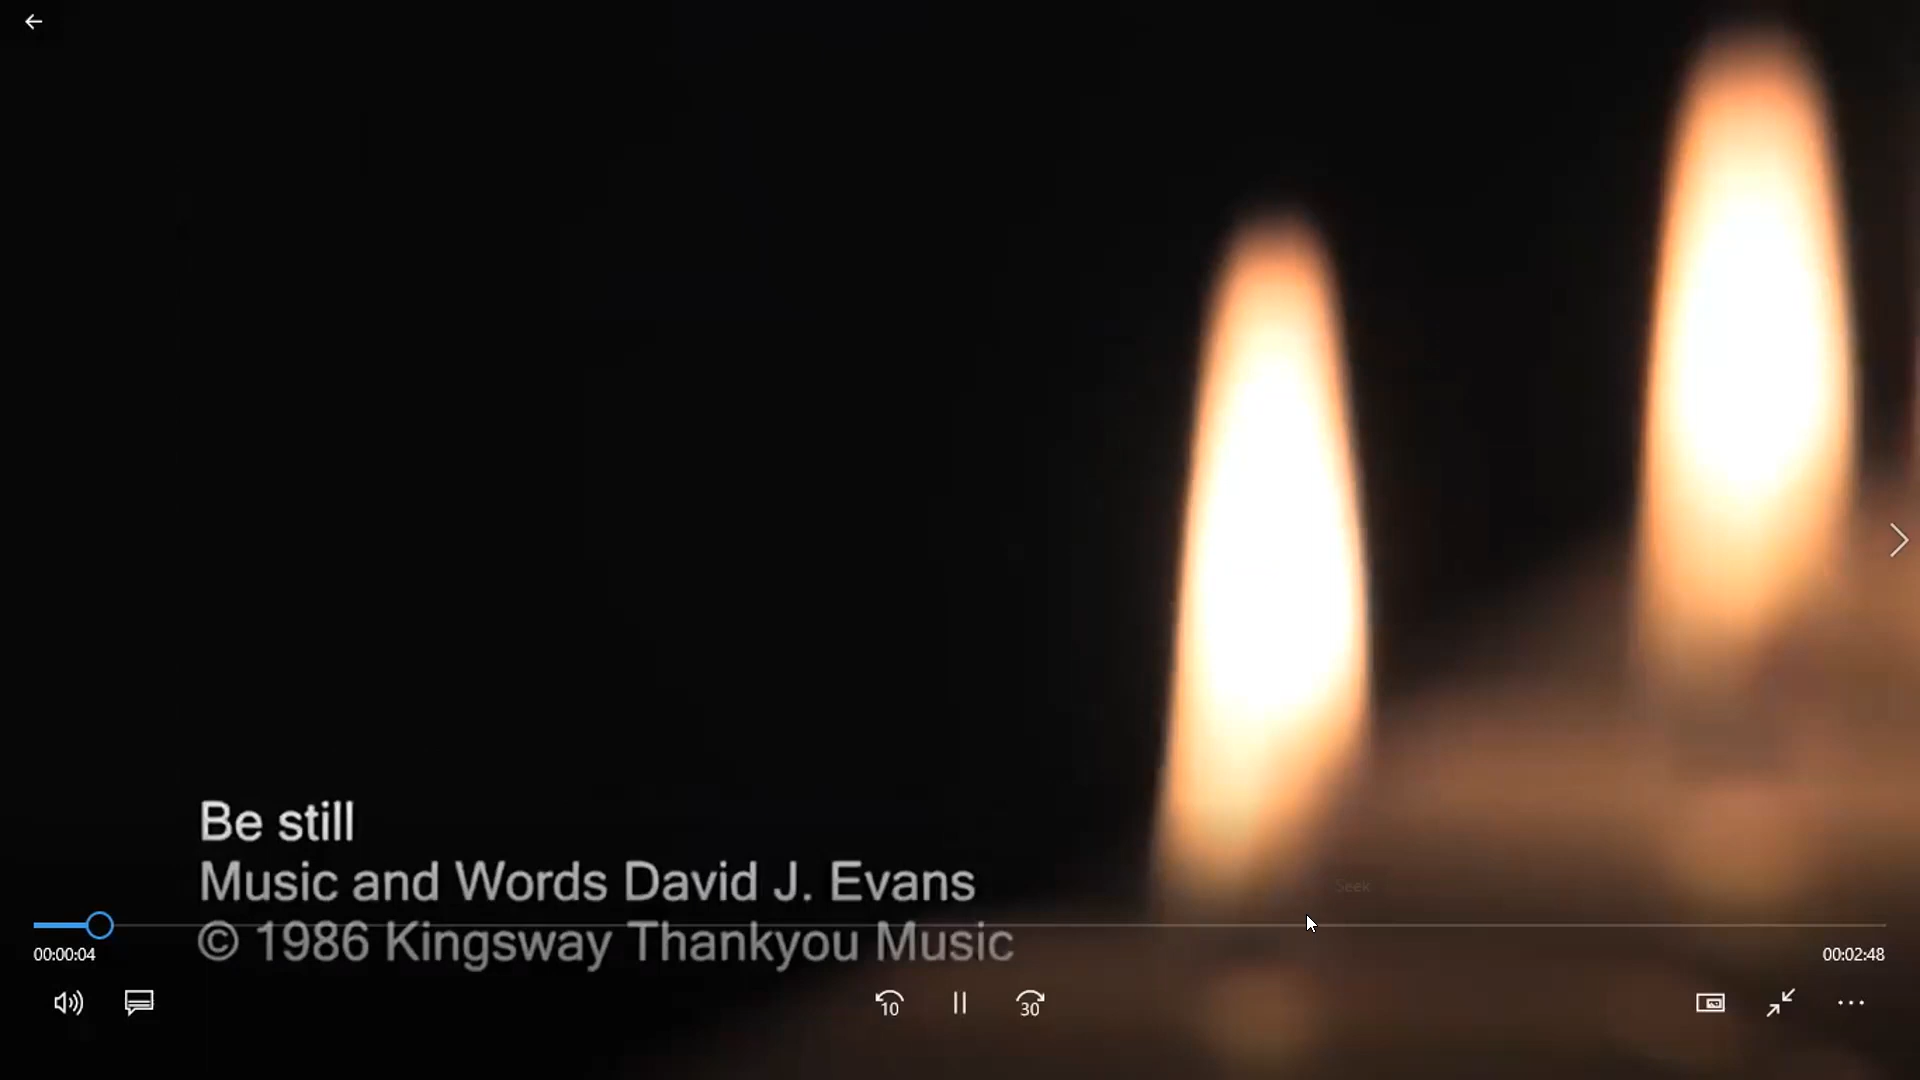 Be still
Music and Words David J. Evans
Seek
© 1986 Kingsway Thankyou Music
00:00:04
00:02:48
10
30